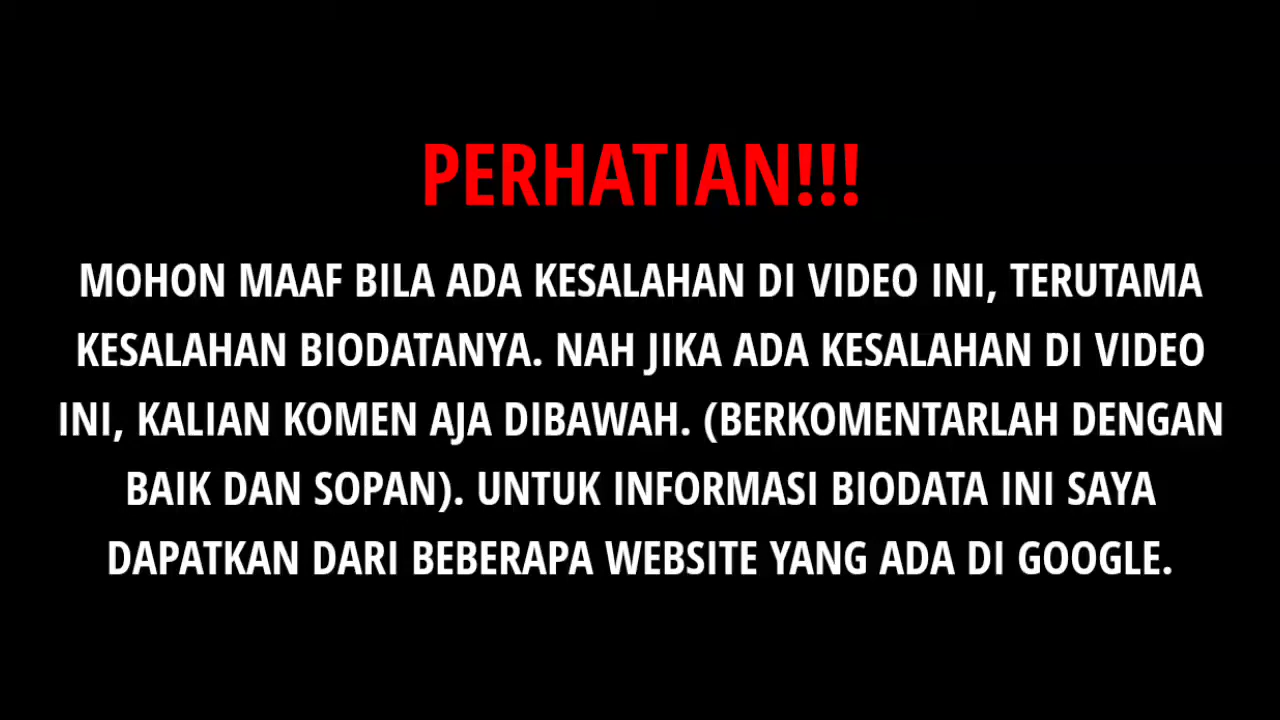 PERHATIAN!!!
MOHON MAAF BILA ADA KESALAHAN DI VIDEO INI, TERUTAMA
KESALAHAN BIODATANYA. NAH JIKA ADA KESALAHAN DI VIDEO
INI, KALIAN KOMEN AJA DIBAWAH. (BERKOMENTARLAH DENGAN
BAIK DAN SOPAN). UNTUK INFORMASI BIODATA INI SAYA
DAPATKAN DARI BEBERAPA WEBSITE YANG ADA DI GOOGLE.